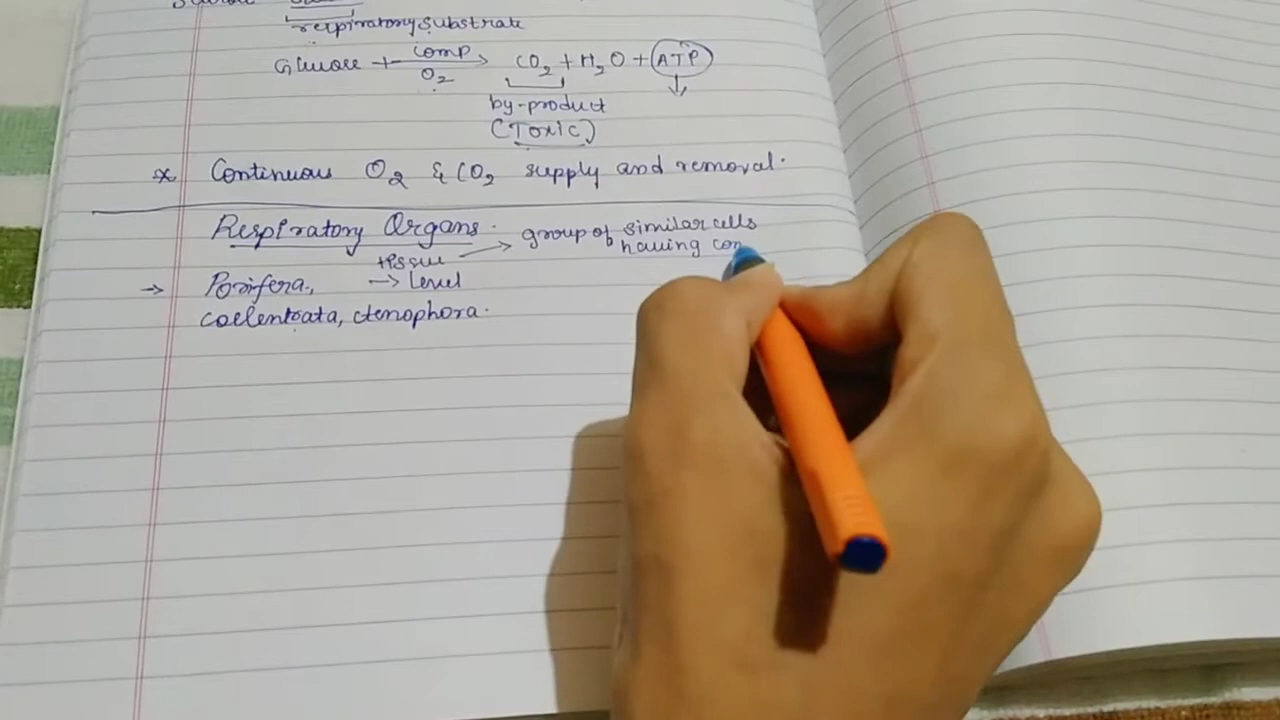 respiratory substrate
Glucose + comp O2 → CO2 + H2O + ATP
by-product
(Toxic)
* Continuous O2 & CO2 supply and removal.
Respiratory Organs.
group of similar cells
having com
tissue
→ Porifera, → Level
coelentrata, ctenophora.